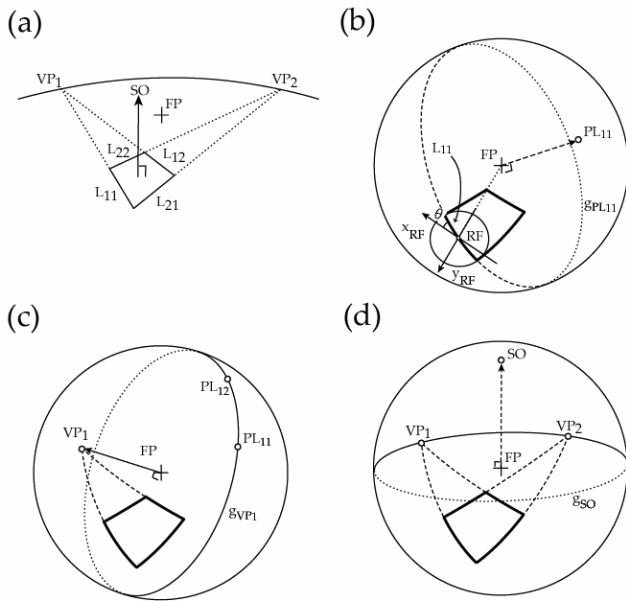 (a)
VP1
SO
VP2
FP
L22
L12
L11
L21
(b)
PL11
FP
L11
gPL11
θ
xRF
RF
yRF
(c)
PL12
VP1
FP
PL11
gVP1
(d)
SO
VP1
VP2
FP
gSO